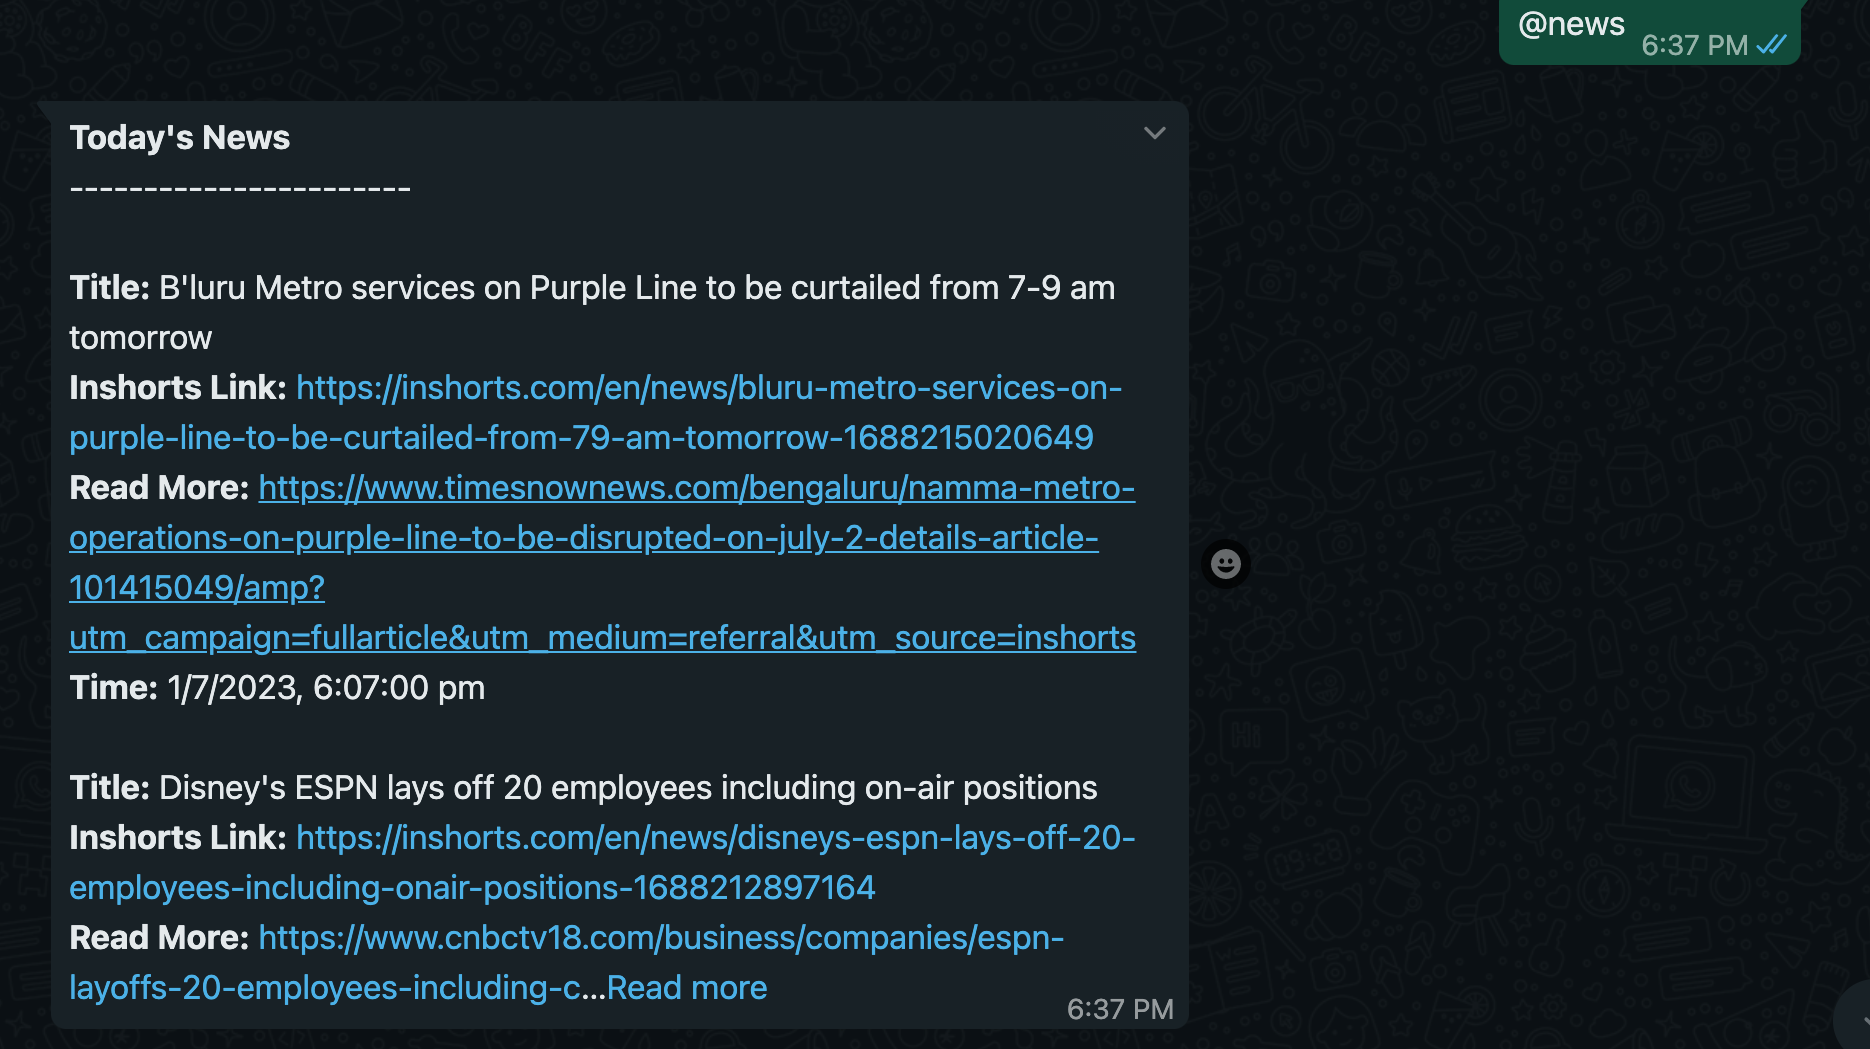 @news
6:37 PM
Today's News
-----------------------
Title: B'luru Metro services on Purple Line to be curtailed from 7-9 am
tomorrow
Inshorts Link: https://inshorts.com/en/news/bluru-metro-services-on-
purple-line-to-be-curtailed-from-79-am-tomorrow-1688215020649
Read More: https://www.timesnownews.com/bengaluru/namma-metro-
operations-on-purple-line-to-be-disrupted-on-july-2-details-article-
101415049/amp?
utm_campaign=fullarticle&utm_medium=referral&utm_source=inshorts
Time: 1/7/2023, 6:07:00 pm
Title: Disney's ESPN lays off 20 employees including on-air positions
Inshorts Link: https://inshorts.com/en/news/disneys-espn-lays-off-20-
employees-including-onair-positions-1688212897164
Read More: https://www.cnbctv18.com/business/companies/espn-
layoffs-20-employees-including-c...Read more
6:37 PM